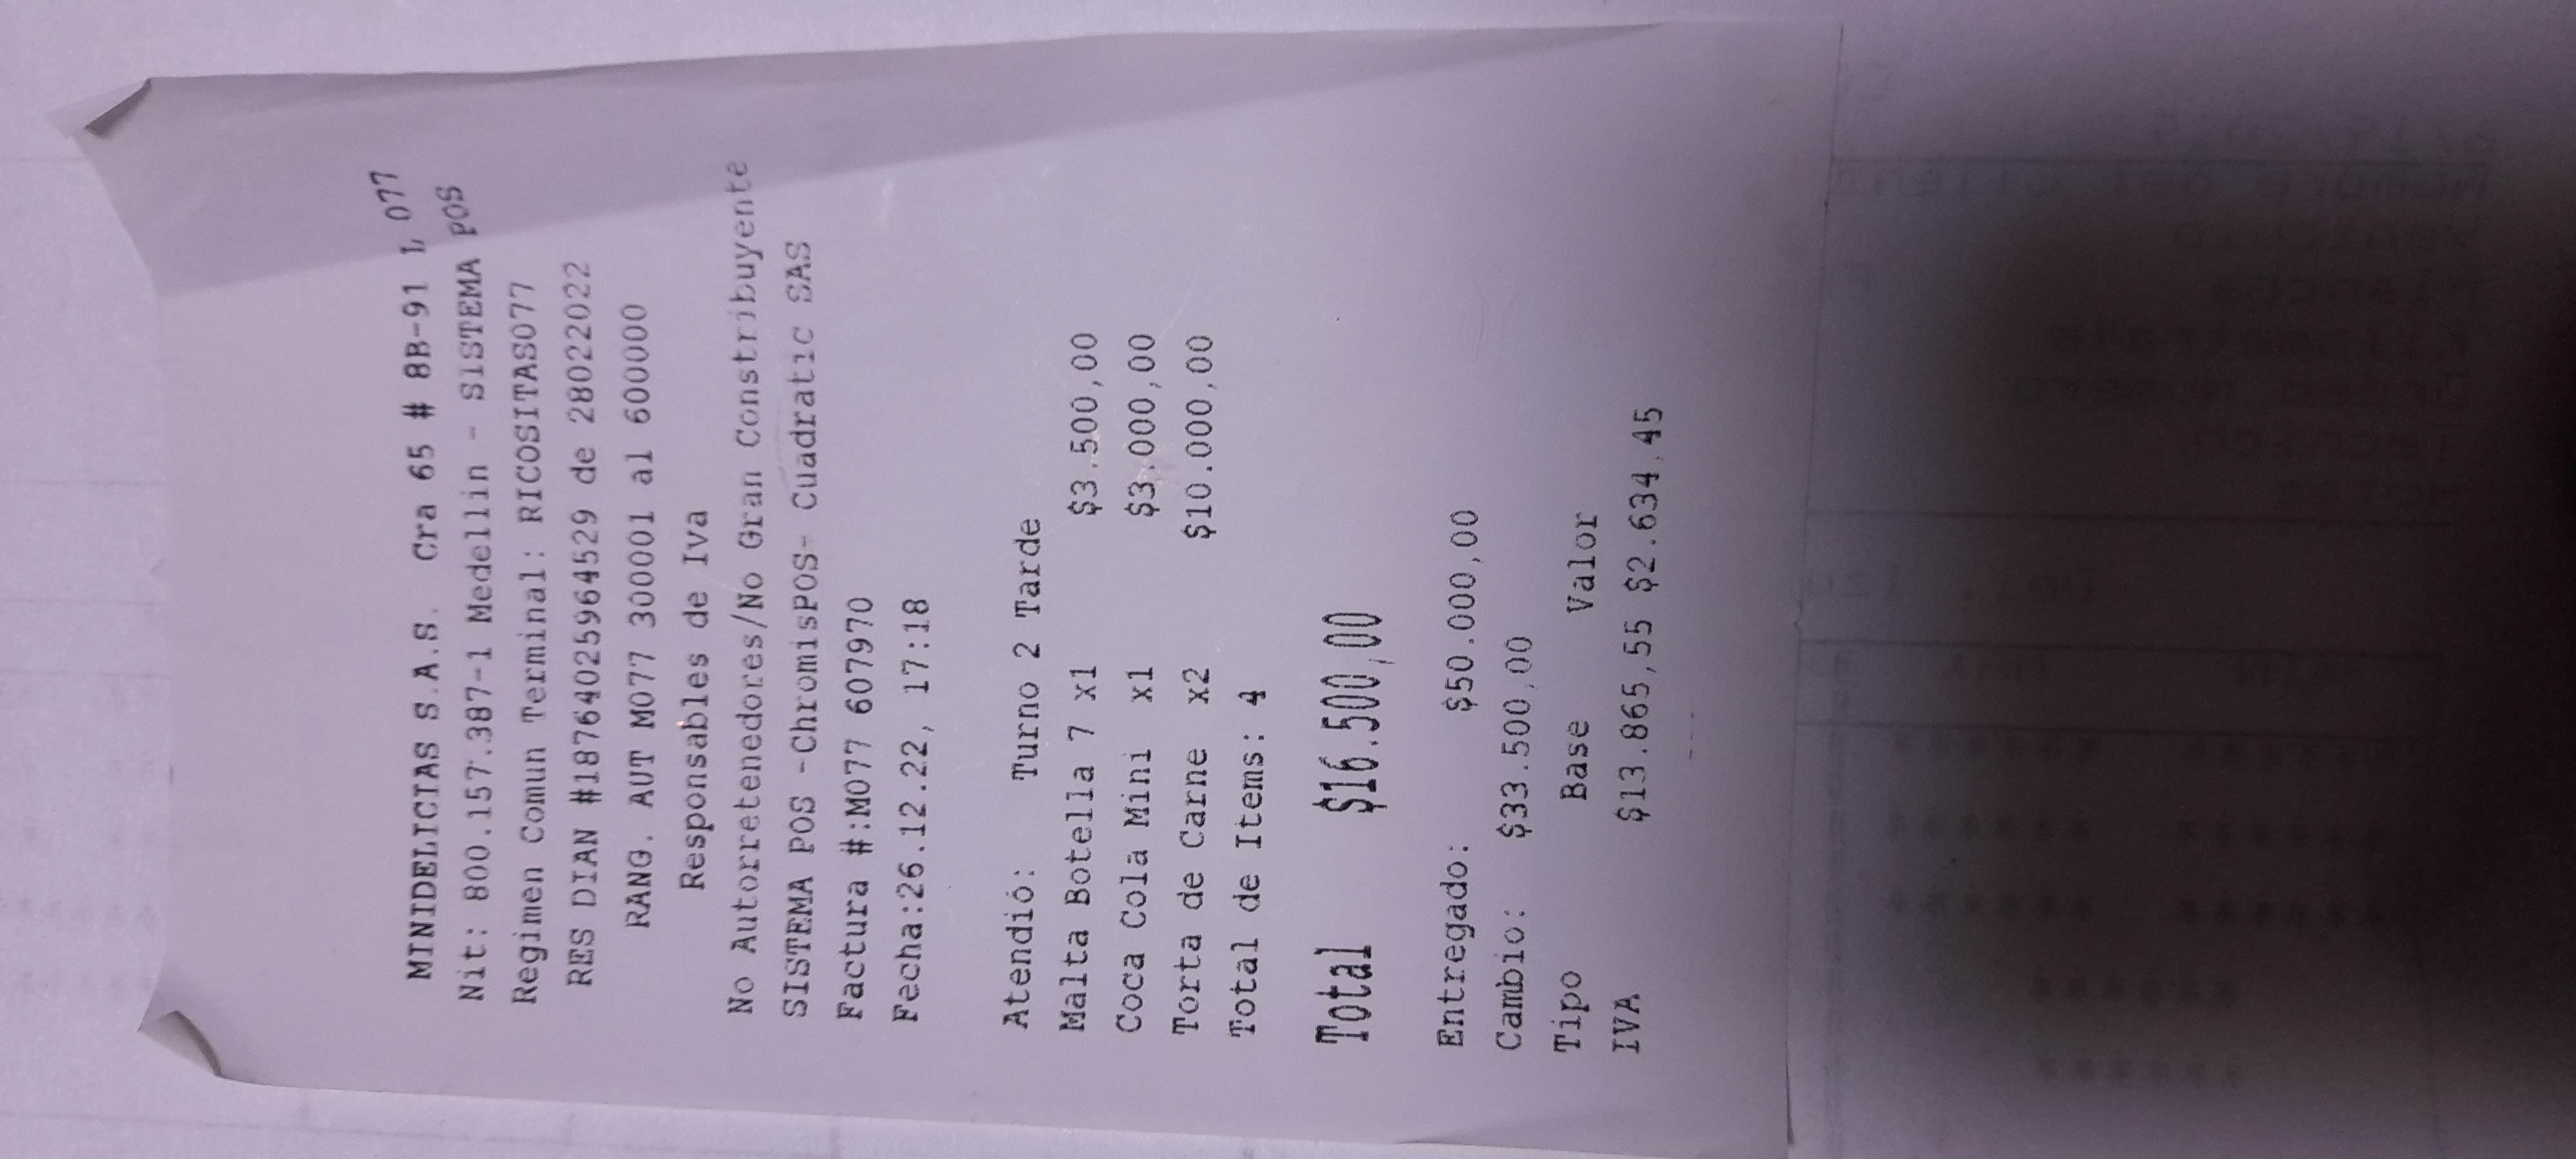 MINIDELICIAS S.A.S. Cra 65 # 8B-91 L 077
Nit: 800.157.387-1 Medellin - SISTEMA POS
Regimen Comun Terminal: RICOSITAS077
RES DIAN #18764025964529 de 28022022
RANG. AUT M077 300001 al 600000
Responsables de Iva
No Autorretenedores/No Gran Constribuyente
SISTEMA POS -ChromisPOS- Cuadratic SAS
Factura #:M077 607970
Fecha:26.12.22, 17:18
Atendió: Turno 2 Tarde
Malta Botella 7 x1 $3.500,00
Coca Cola Mini x1 $3.000,00
Torta de Carne x2 $10.000,00
Total de Items: 4
Total $16.500,00
Entregado: $50.000,00
Cambio: $33.500,00
Tipo Base Valor
IVA $13.865,55 $2.634,45